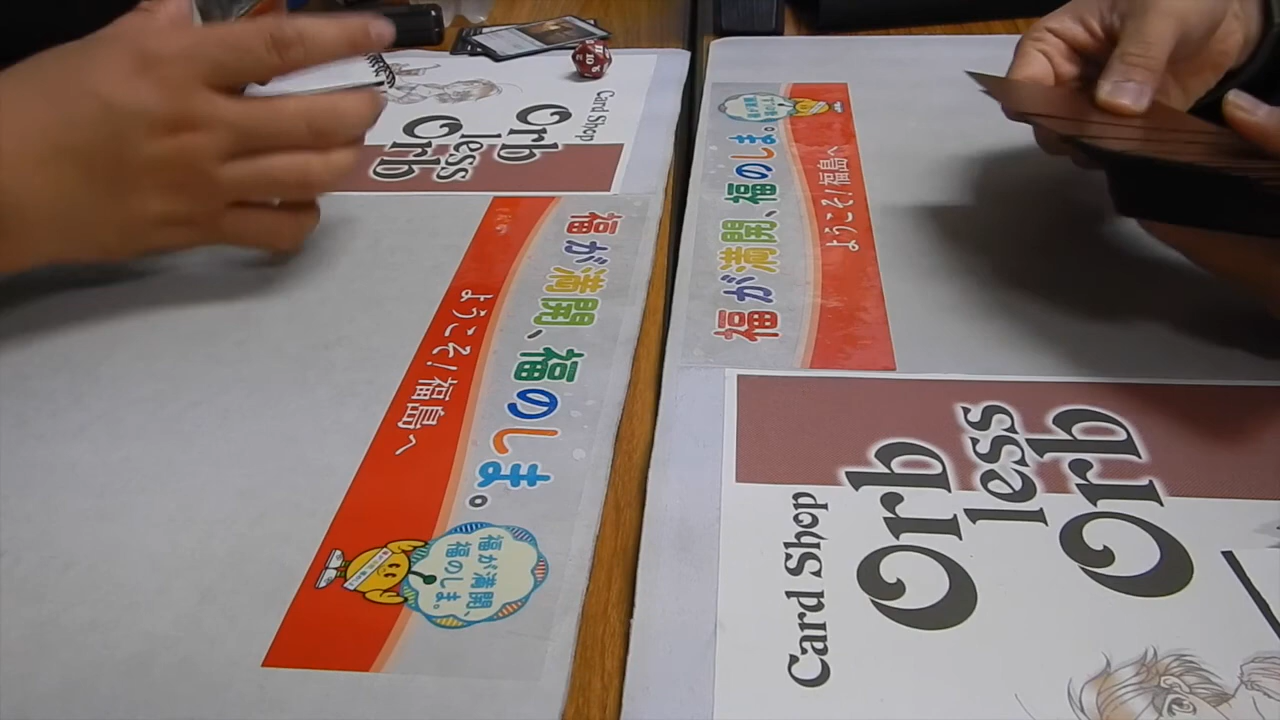 Card Shop
Orb
less
Orb
福が満開、福のしま。
ようこそ!福島へ
福が満開、
福のしま。
福が満開、福のしま。
ようこそ!福島へ
Card Shop
Orb
less
Orb